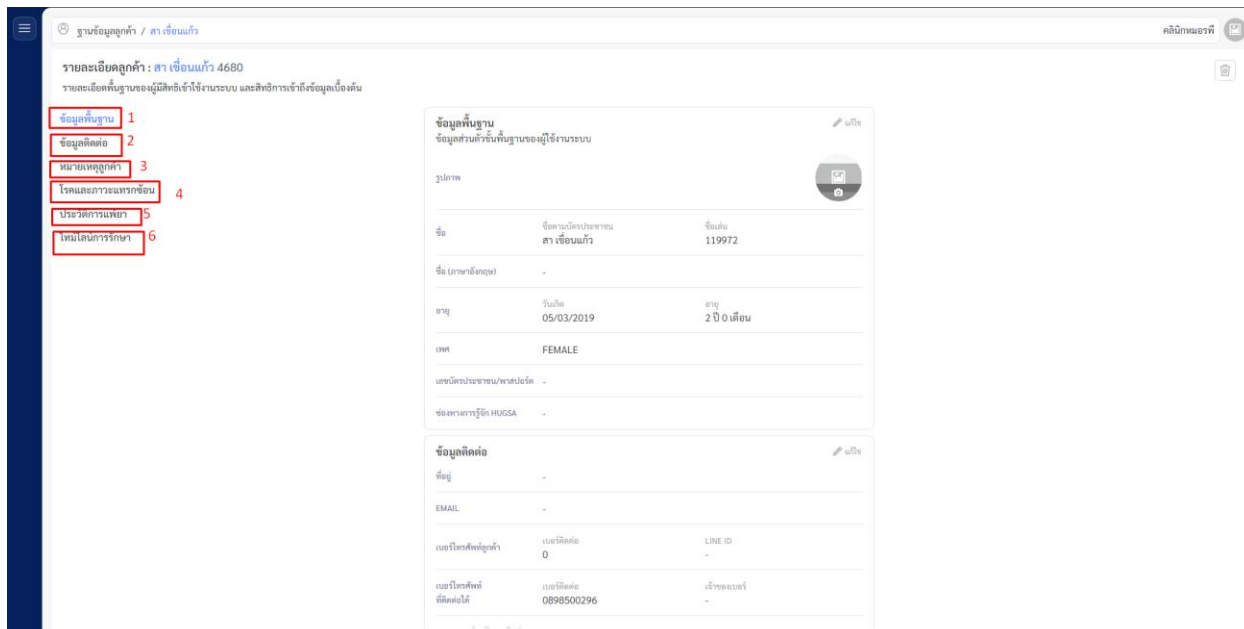 ฐานข้อมูลลูกค้า / สา เขื่อนแก้ว
คลินิกหมอรพี
รายละเอียดลูกค้า : สา เขื่อนแก้ว 4680
รายละเอียดพื้นฐานของผู้มีสิทธิเข้าใช้งานระบบ และสิทธิการเข้าถึงข้อมูลเบื้องต้น
ข้อมูลพื้นฐาน 1
ข้อมูลติดต่อ 2
หมายเหตุลูกค้า 3
โรคและภาวะแทรกซ้อน 4
ประวัติการแพ้ยา 5
ไทม์ไลน์การรักษา 6
ข้อมูลพื้นฐาน แก้ไข
ข้อมูลส่วนตัวขั้นพื้นฐานของผู้ใช้งานระบบ
รูปภาพ
ชื่อตามบัตรประชาชน ชื่อเล่น
ชื่อ สา เขื่อนแก้ว 119972
ชื่อ (ภาษาอังกฤษ) -
วันเกิด อายุ
อายุ 05/03/2019 2 ปี 0 เดือน
เพศ FEMALE
เลขบัตรประชาชน/พาสปอร์ต -
ช่องทางการรู้จัก HUGSA -
ข้อมูลติดต่อ แก้ไข
ที่อยู่ -
EMAIL -
เบอร์ติดต่อ LINE ID
เบอร์โทรศัพท์ลูกค้า 0 -
เบอร์โทรศัพท์ เบอร์ติดต่อ เจ้าของเบอร์
ที่ติดต่อได้ 0898500296 -